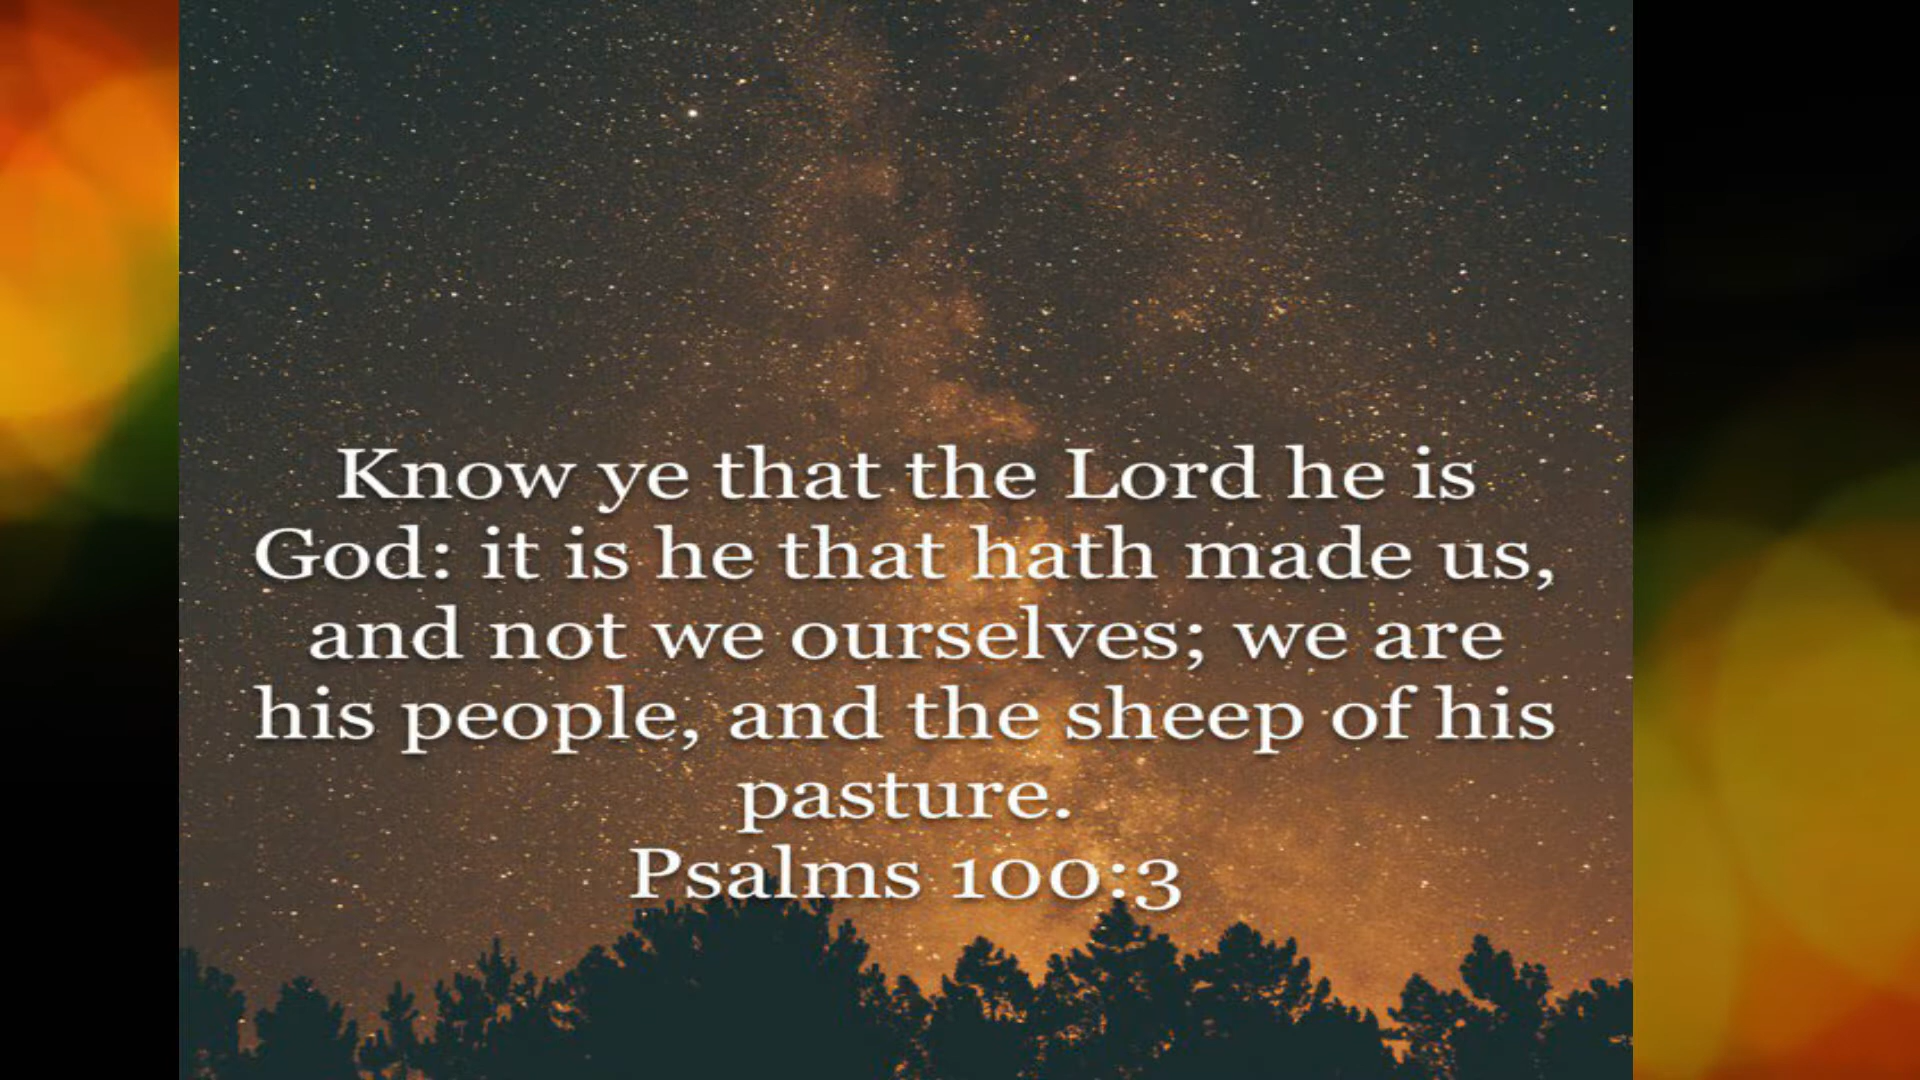 Know ye that the Lord he is
God: it is he that hath made us,
and not we ourselves; we are
his people, and the sheep of his
pasture.
Psalms 100:3